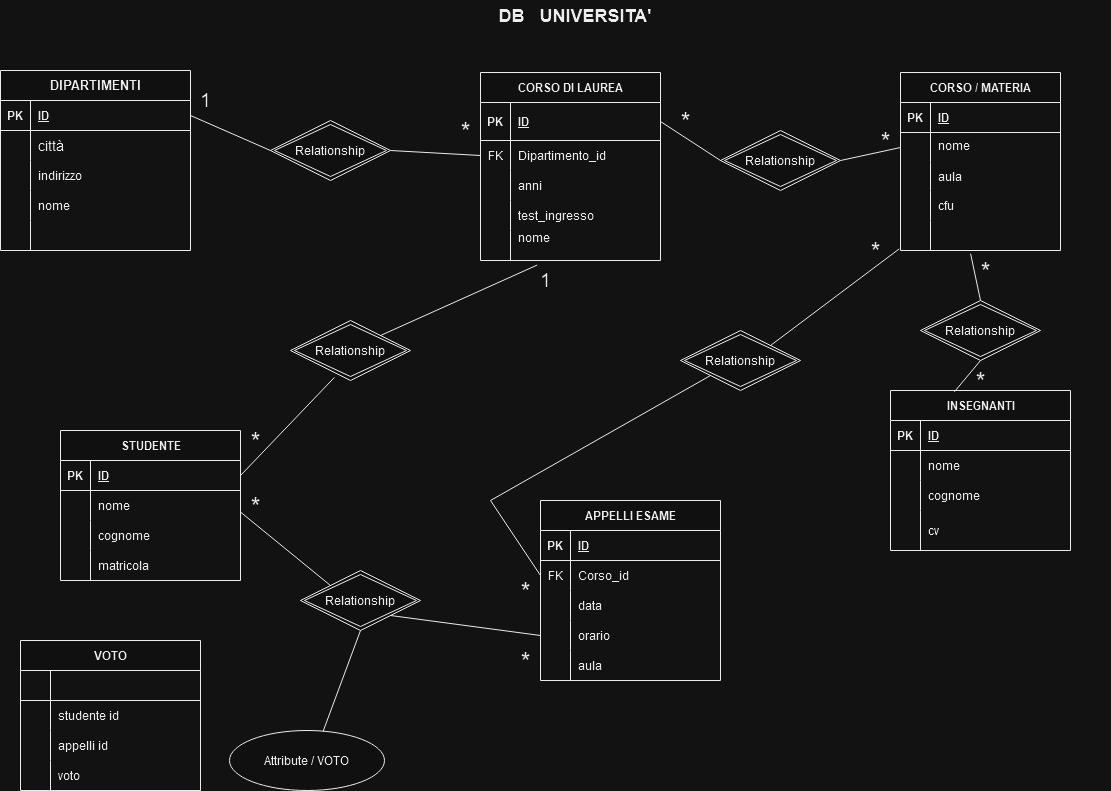 DB UNIVERSITA'
DIPARTIMENTI
PK ID
città
indirizzo
nome
1
Relationship
*
CORSO DI LAUREA
PK ID
FK Dipartimento_id
anni
test_ingresso
nome
*
Relationship
*
CORSO / MATERIA
PK ID
nome
aula
cfu
1
Relationship
*
*
Relationship
*
*
Relationship
*
INSEGNANTI
PK ID
nome
cognome
cv
STUDENTE
PK ID
nome
cognome
matricola
*
Relationship
*
APPELLI ESAME
PK ID
FK Corso_id
data
orario
aula
VOTO
studente id
appelli id
voto
Attribute / VOTO